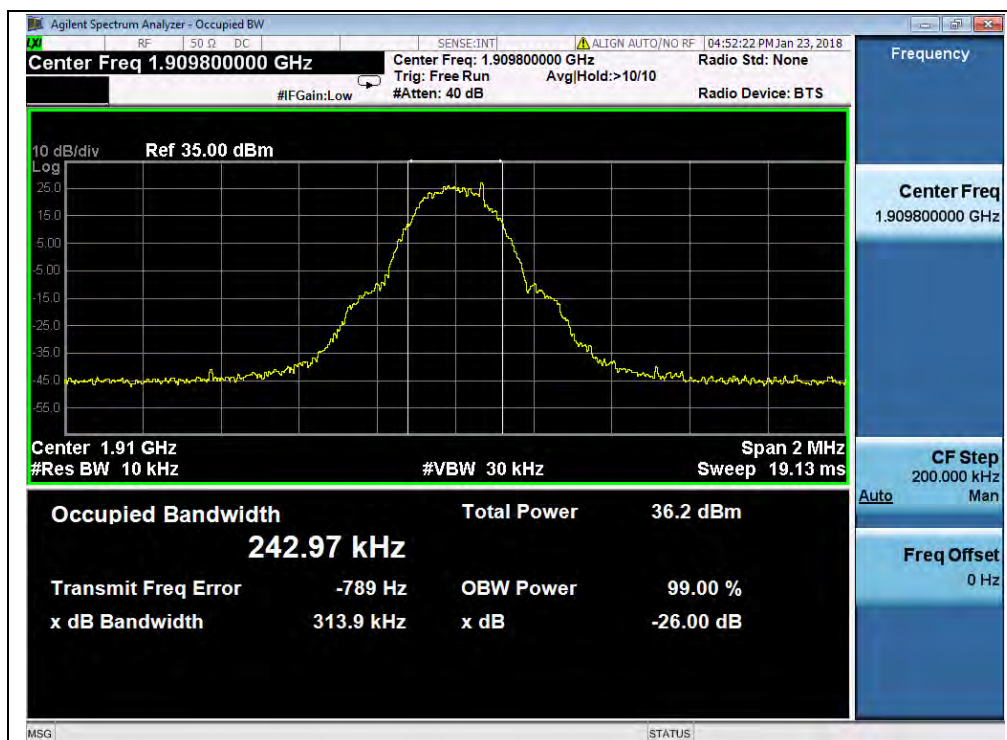 Agilent Spectrum Analyzer - Occupied BW
LXI RF 50 Ω DC SENSE:INT ALIGN AUTO/NO RF 04:52:22 PM Jan 23, 2018
Center Freq 1.909800000 GHz
#IFGain:Low
Center Freq: 1.909800000 GHz
Trig: Free Run Avg|Hold:>10/10
#Atten: 40 dB
Radio Std: None
Radio Device: BTS
10 dB/div Ref 35.00 dBm
Log
25.0
15.0
5.00
-5.00
-15.0
-25.0
-35.0
-45.0
-55.0
Center 1.91 GHz Span 2 MHz
#Res BW 10 kHz #VBW 30 kHz Sweep 19.13 ms
Occupied Bandwidth Total Power 36.2 dBm
242.97 kHz
Transmit Freq Error -789 Hz OBW Power 99.00 %
x dB Bandwidth 313.9 kHz x dB -26.00 dB
MSG STATUS
Frequency
Center Freq
1.909800000 GHz
CF Step
200.000 kHz
Auto Man
Freq Offset
0 Hz